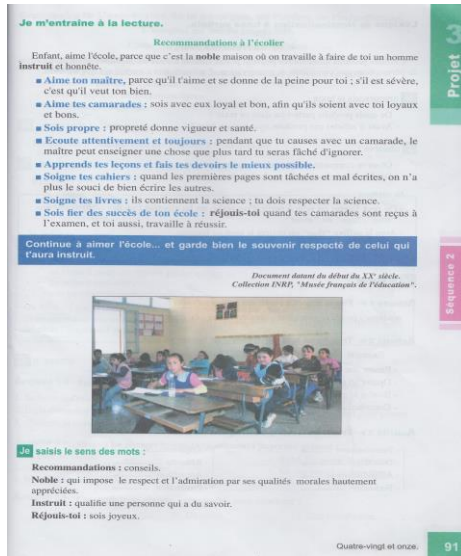 Je m'entraine à la lecture.
Recommandations à l'écolier
Enfant, aime l'école, parce que c'est la noble maison où on travaille à faire de toi un homme
instruit et honnête.
Aime ton maître, parce qu'il t'aime et se donne de la peine pour toi ; s'il est sévère,
c'est qu'il veut ton bien.
Aime tes camarades : sois avec eux loyal et bon, afin qu'ils soient avec toi loyaux
et bons.
Sois propre : propreté donne vigueur et santé.
Ecoute attentivement et toujours : pendant que tu causes avec un camarade, le
maître peut enseigner une chose que plus tard tu seras fâché d'ignorer.
Apprends tes leçons et fais tes devoirs le mieux possible.
Soigne tes cahiers : quand les premières pages sont tâchées et mal écrites, on n'a
plus le souci de bien écrire les autres.
Soigne tes livres : ils contiennent la science ; tu dois respecter la science.
Sois fier des succès de ton école : réjouis-toi quand tes camarades sont reçus à
l'examen, et toi aussi, travaille à réussir.
Continue à aimer l'école... et garde bien le souvenir respecté de celui qui
t'aura instruit.
Document datant du début du XXe siècle.
Collection INRP, "Musée français de l'éducation".
Je saisis le sens des mots :
Recommandations : conseils.
Noble : qui impose le respect et l'admiration par ses qualités morales hautement
appréciées.
Instruit : qualifie une personne qui a du savoir.
Réjouis-toi : sois joyeux.
Quatre-vingt et onze.
91
Projet 3
Séquence 2